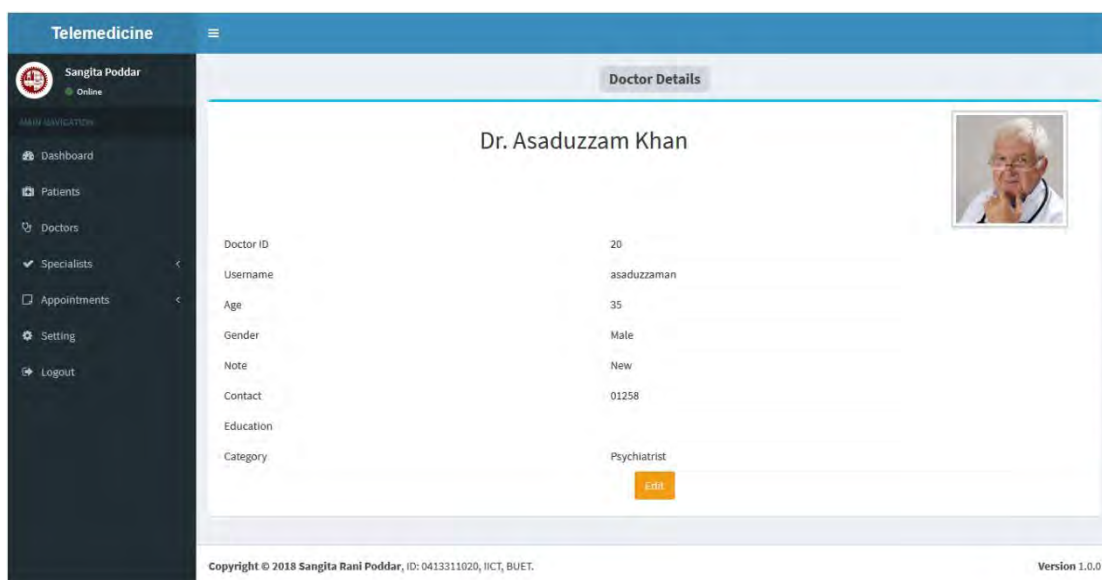 Telemedicine
Sangita Poddar
Online
MAIN NAVIGATION
Dashboard
Patients
Doctors
Specialists
Appointments
Setting
Logout
Doctor Details
Dr. Asaduzzam Khan
Doctor ID 20
Username asaduzzaman
Age 35
Gender Male
Note New
Contact 01258
Education
Category Psychiatrist
Edit
Copyright © 2018 Sangita Rani Poddar, ID: 0413311020, IICT, BUET. Version 1.0.0